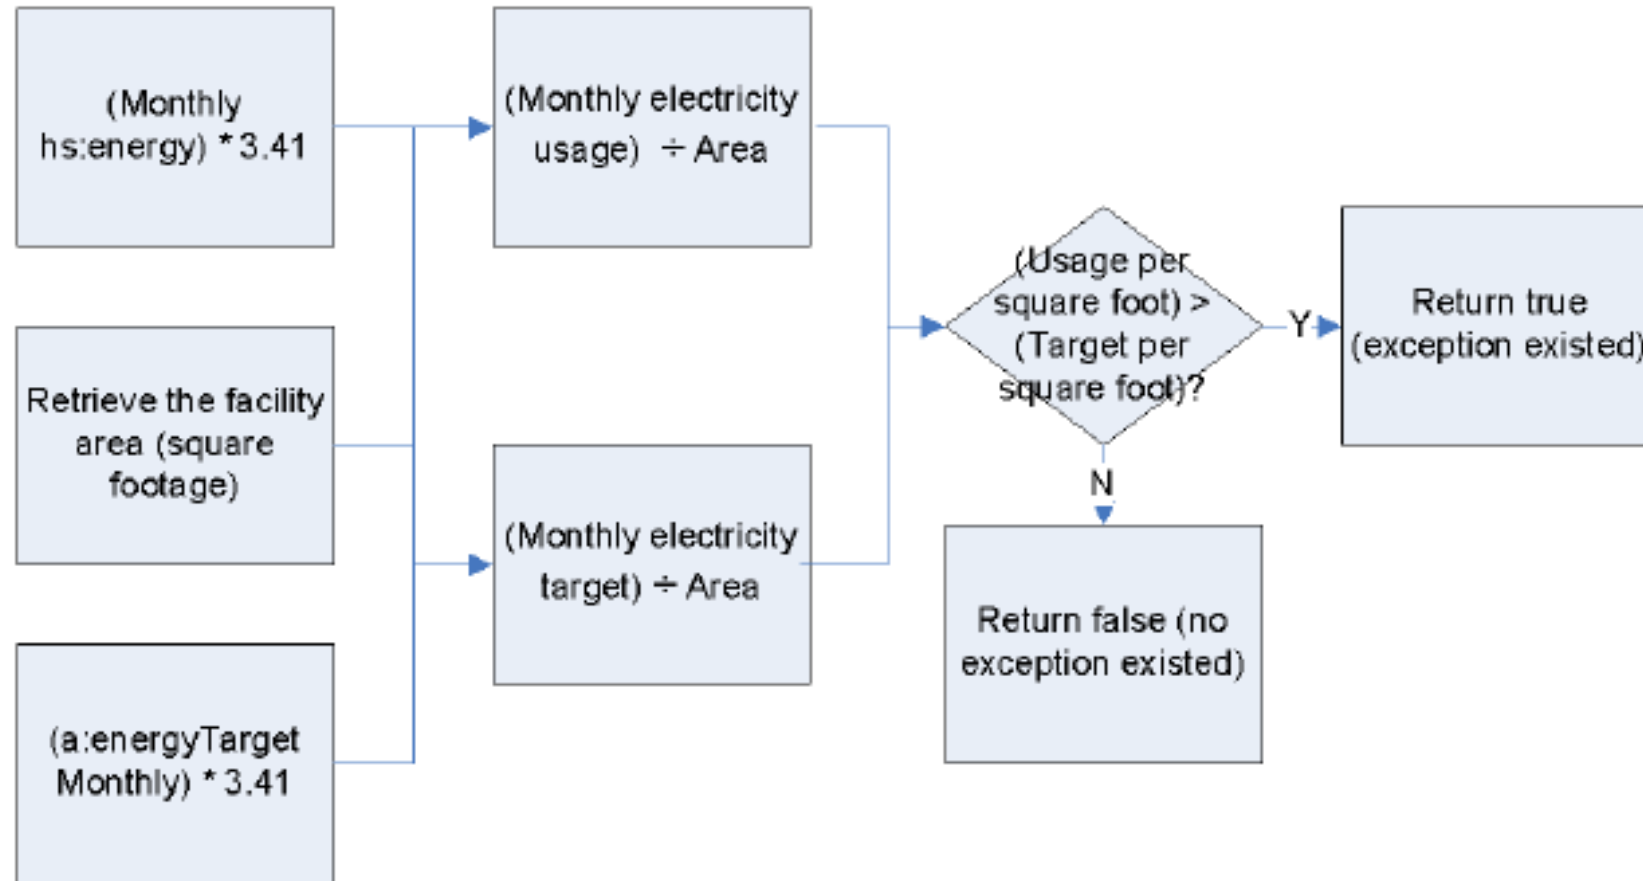 (Monthly
hs:energy) * 3.41
Retrieve the facility
area (square
footage)
(a:energyTarget
Monthly) * 3.41
(Monthly electricity
usage) ÷ Area
(Monthly electricity
target) ÷ Area
(Usage per
square foot) >
(Target per
square foot)?
Y
Return true
(exception existed)
N
Return false (no
exception existed)